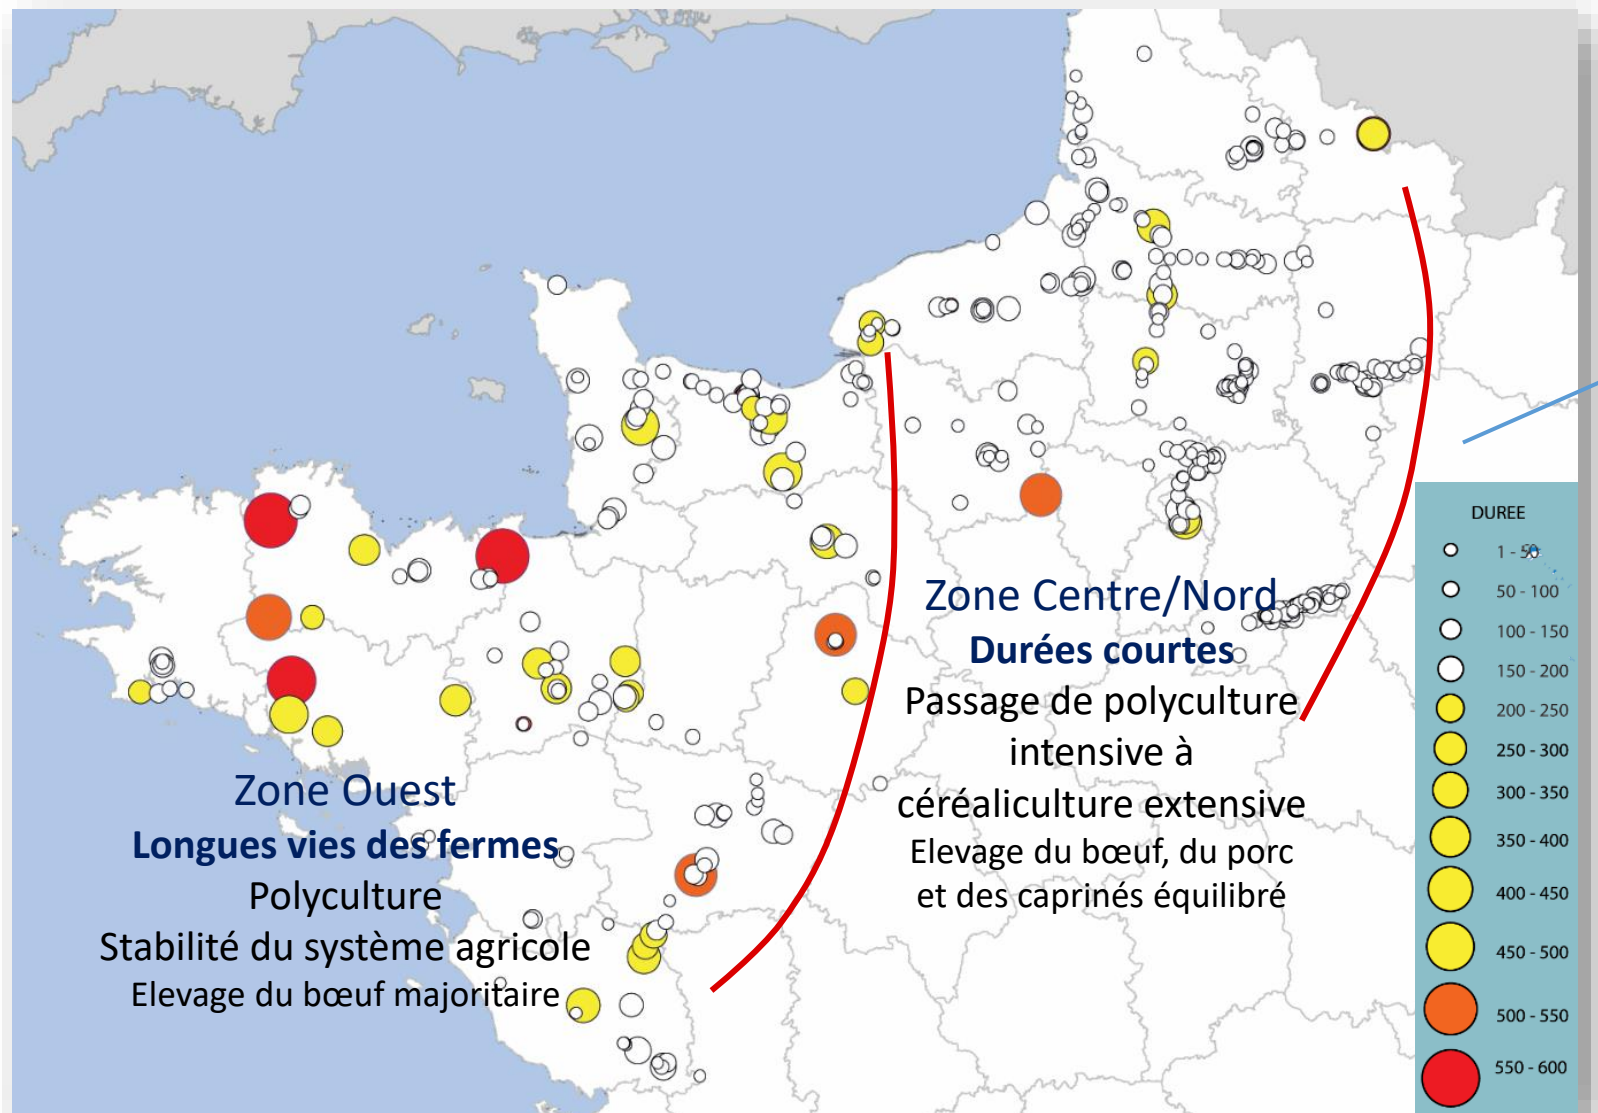 Zone Ouest
Longues vies des fermes
Polyculture
Stabilité du système agricole
Elevage du bœuf majoritaire
Zone Centre/Nord
Durées courtes
Passage de polyculture
intensive à
céréaliculture extensive
Elevage du bœuf, du porc
et des caprinés équilibré
DUREE
1 - 50
50 - 100
100 - 150
150 - 200
200 - 250
250 - 300
300 - 350
350 - 400
400 - 450
450 - 500
500 - 550
550 - 600